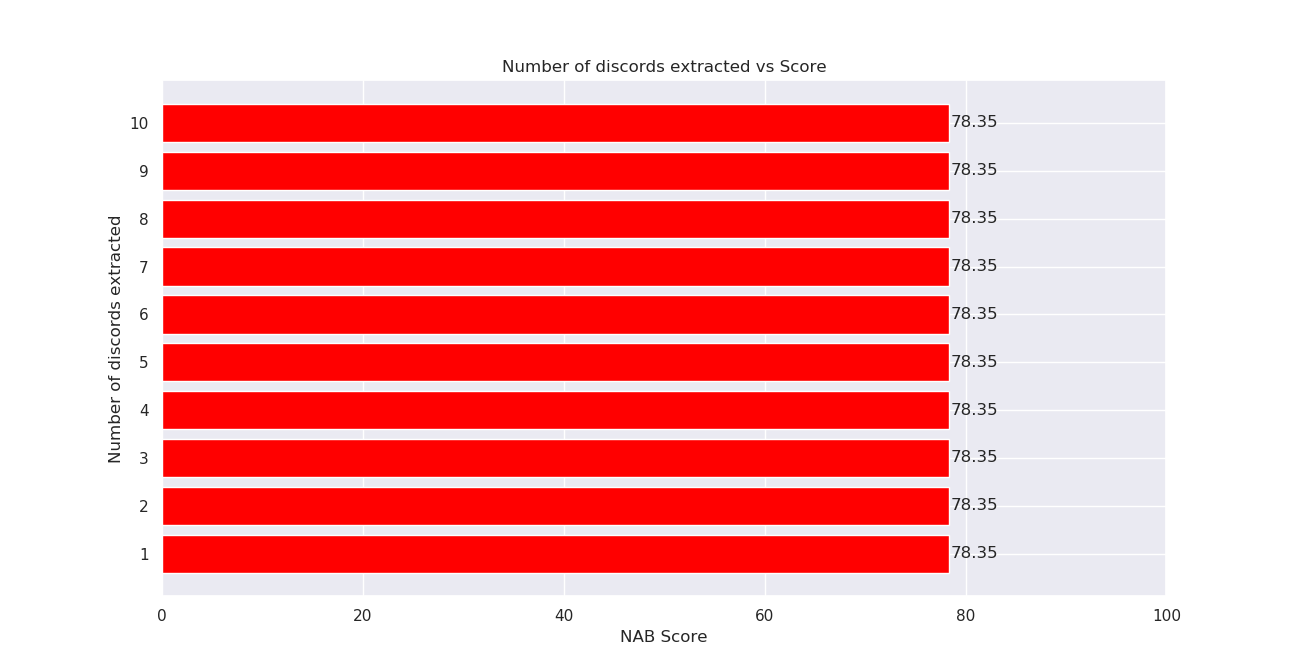 Number of discords extracted vs Score
Number of discords extracted
10 78.35
9 78.35
8 78.35
7 78.35
6 78.35
5 78.35
4 78.35
3 78.35
2 78.35
1 78.35
0 20 40 60 80 100
NAB Score